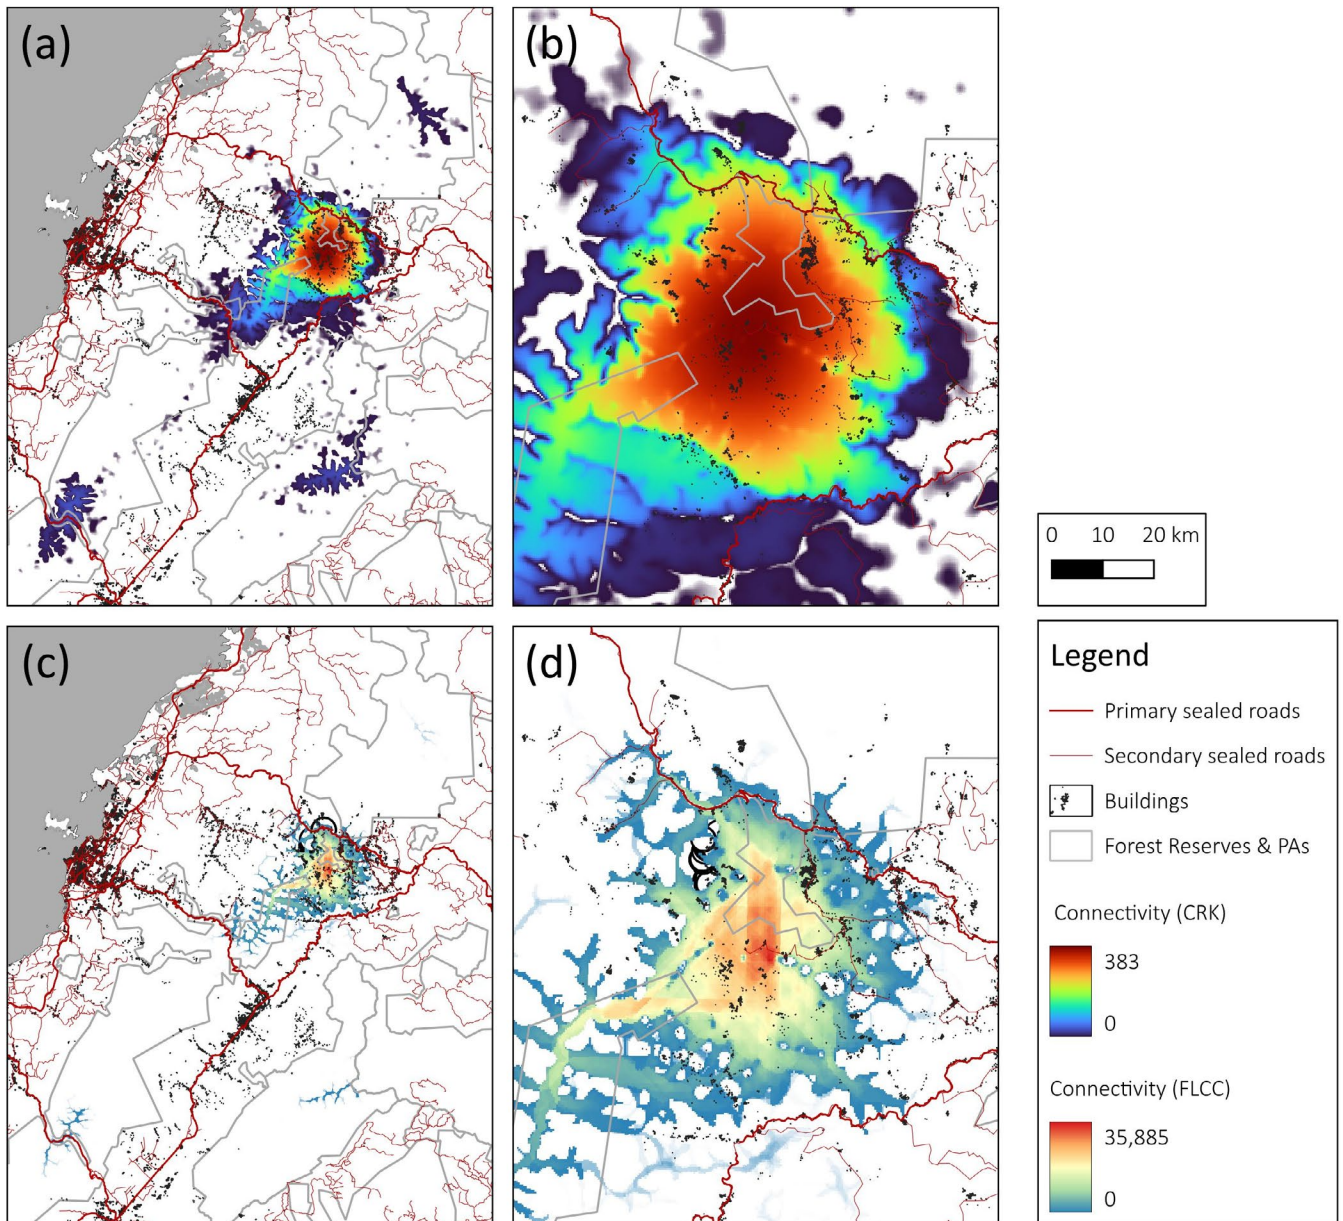 (a)
(b)
0 10 20 km
(c)
(d)
Legend
Primary sealed roads
Secondary sealed roads
Buildings
Forest Reserves & PAs
Connectivity (CRK)
383
0
Connectivity (FLCC)
35,885
0